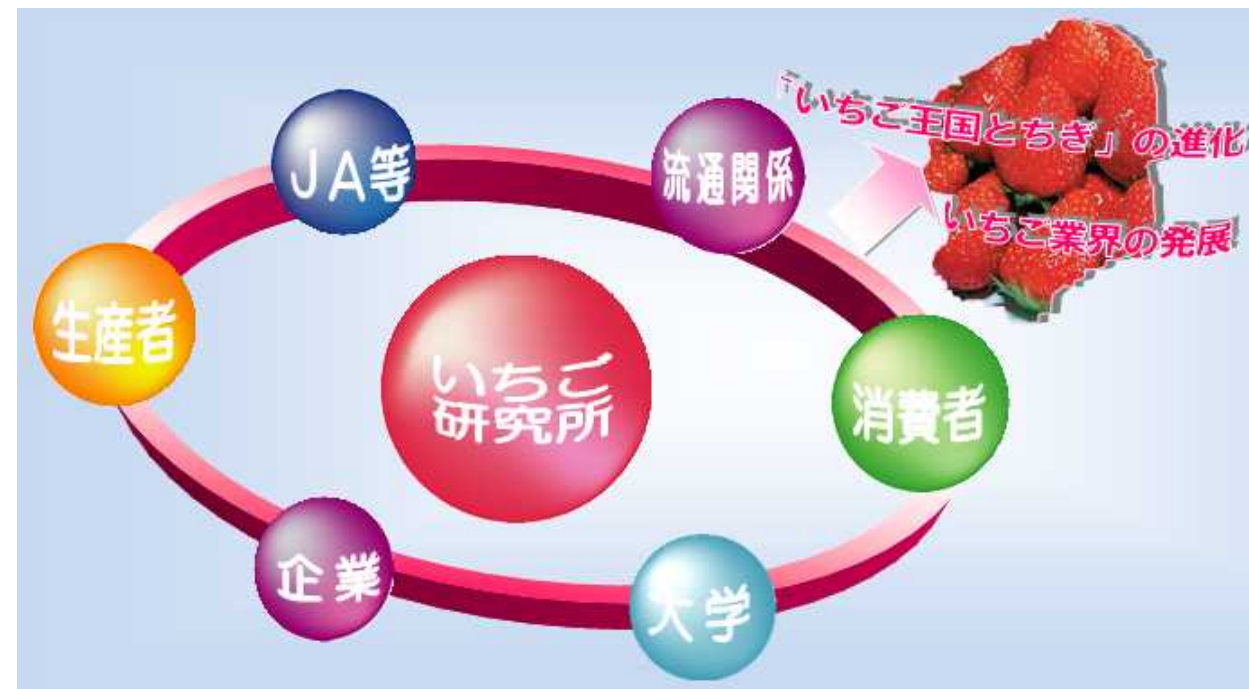 「いちご王国とちぎ」の進化
いちご業界の発展
JA等
流通関係
生産者
消費者
いちご
研究所
企業
大学